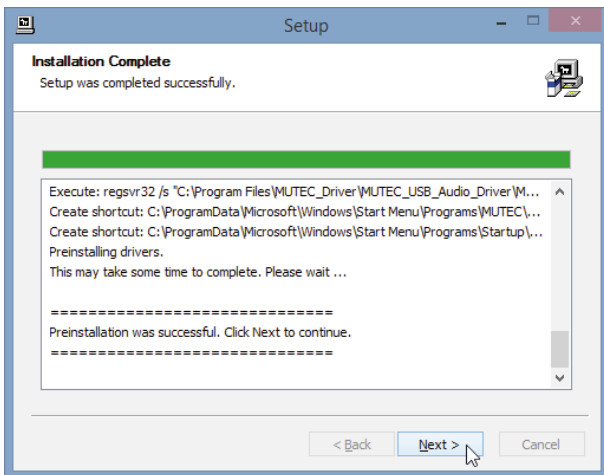 Setup
Installation Complete
Setup was completed successfully.
Execute: regsvr32 /s "C:\Program Files\MUTEC_Driver\MUTEC_USB_Audio_Driver\M...
Create shortcut: C:\ProgramData\Microsoft\Windows\Start Menu\Programs\MUTEC\...
Create shortcut: C:\ProgramData\Microsoft\Windows\Start Menu\Programs\Startup\...
Preinstalling drivers.
This may take some time to complete. Please wait ...
==============================
Preinstallation was successful. Click Next to continue.
==============================
< Back Next > Cancel